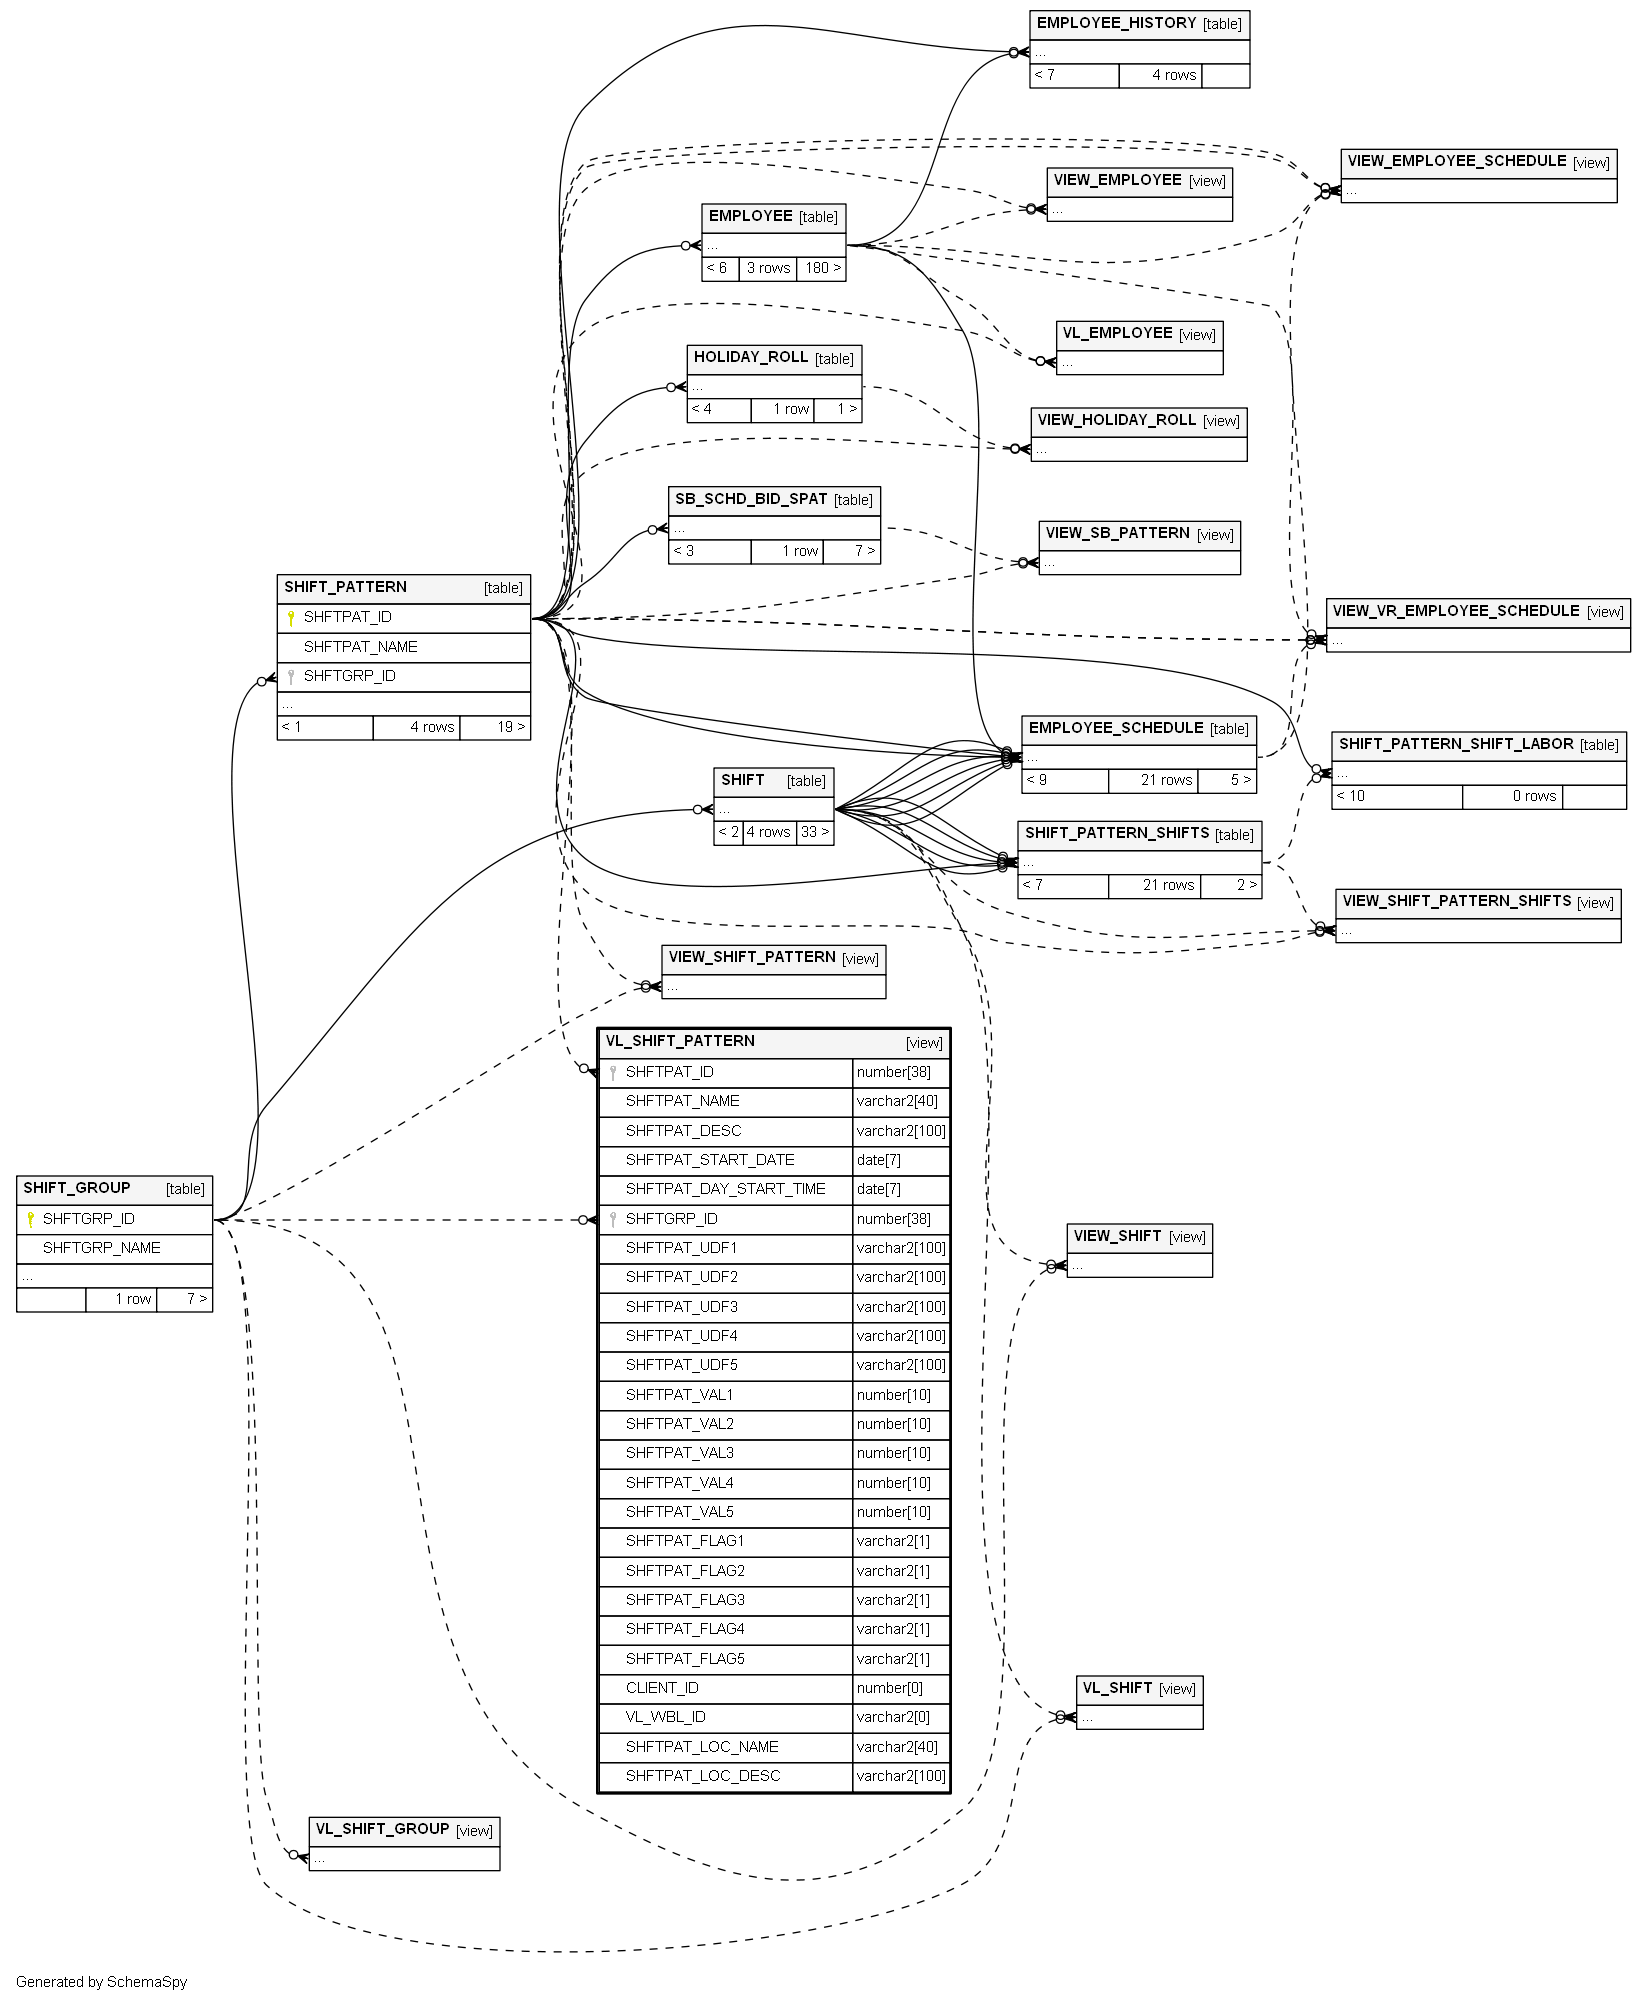 EMPLOYEE_HISTORY [table]
...
< 7 4 rows
VIEW_EMPLOYEE_SCHEDULE [view]
...
VIEW_EMPLOYEE [view]
...
EMPLOYEE [table]
...
< 6 3 rows 180 >
VL_EMPLOYEE [view]
...
HOLIDAY_ROLL [table]
...
< 4 1 row 1 >
VIEW_HOLIDAY_ROLL [view]
...
SB_SCHD_BID_SPAT [table]
...
< 3 1 row 7 >
VIEW_SB_PATTERN [view]
...
SHIFT_PATTERN [table]
SHFTPAT_ID
SHFTPAT_NAME
SHFTGRP_ID
...
< 1 4 rows 19 >
VIEW_VR_EMPLOYEE_SCHEDULE [view]
...
EMPLOYEE_SCHEDULE [table]
...
< 9 21 rows 5 >
SHIFT_PATTERN_SHIFT_LABOR [table]
...
< 10 0 rows
SHIFT [table]
...
< 2 4 rows 33 >
SHIFT_PATTERN_SHIFTS [table]
...
< 7 21 rows 2 >
VIEW_SHIFT_PATTERN_SHIFTS [view]
...
VIEW_SHIFT_PATTERN [view]
...
VL_SHIFT_PATTERN [view]
SHFTPAT_ID number[38]
SHFTPAT_NAME varchar2[40]
SHFTPAT_DESC varchar2[100]
SHFTPAT_START_DATE date[7]
SHFTPAT_DAY_START_TIME date[7]
SHFTGRP_ID number[38]
SHFTPAT_UDF1 varchar2[100]
SHFTPAT_UDF2 varchar2[100]
SHFTPAT_UDF3 varchar2[100]
SHFTPAT_UDF4 varchar2[100]
SHFTPAT_UDF5 varchar2[100]
SHFTPAT_VAL1 number[10]
SHFTPAT_VAL2 number[10]
SHFTPAT_VAL3 number[10]
SHFTPAT_VAL4 number[10]
SHFTPAT_VAL5 number[10]
SHFTPAT_FLAG1 varchar2[1]
SHFTPAT_FLAG2 varchar2[1]
SHFTPAT_FLAG3 varchar2[1]
SHFTPAT_FLAG4 varchar2[1]
SHFTPAT_FLAG5 varchar2[1]
CLIENT_ID number[0]
VL_WBL_ID varchar2[0]
SHFTPAT_LOC_NAME varchar2[40]
SHFTPAT_LOC_DESC varchar2[100]
SHIFT_GROUP [table]
SHFTGRP_ID
SHFTGRP_NAME
...
1 row 7 >
VIEW_SHIFT [view]
...
VL_SHIFT [view]
...
VL_SHIFT_GROUP [view]
...
Generated by SchemaSpy